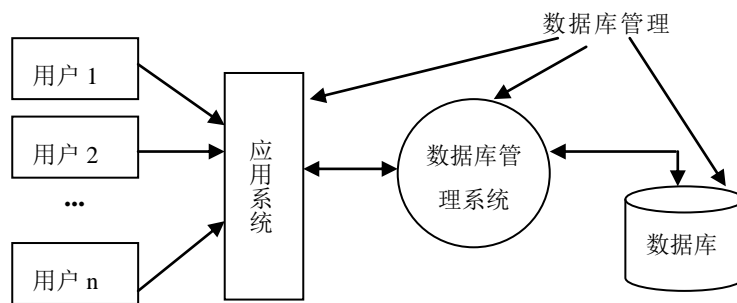 数据库管理
用户 1
用户 2
...
用户 n
应用系统
数据库管
理系统
数据库